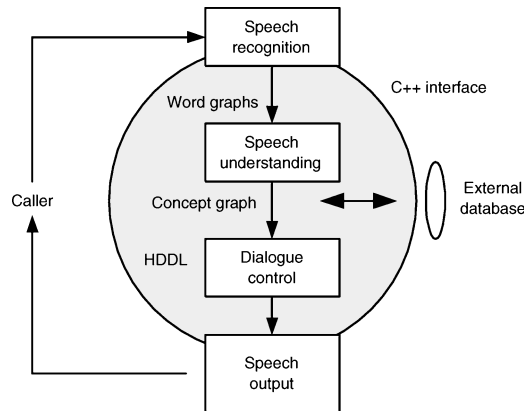 Speech
recognition
C++ interface
Word graphs
Speech
understanding
Caller
Concept graph
External
database
HDDL
Dialogue
control
Speech
output